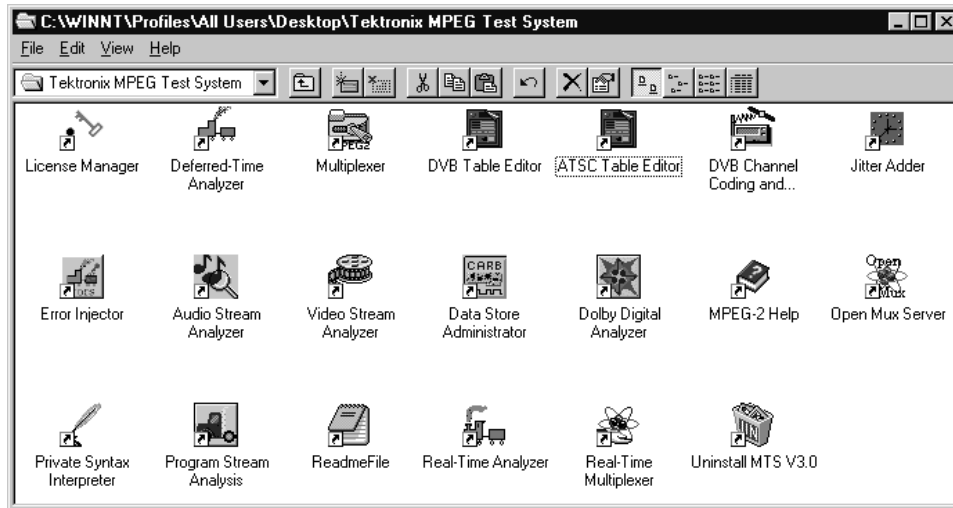 C:\WINNT\Profiles\All Users\Desktop\Tektronix MPEG Test System
File Edit View Help
Tektronix MPEG Test System
License Manager
Deferred-Time
Analyzer
Multiplexer
DVB Table Editor
ATSC Table Editor
DVB Channel
Coding and...
Jitter Adder
Error Injector
Audio Stream
Analyzer
Video Stream
Analyzer
CARB
Data Store
Administrator
Dolby Digital
Analyzer
MPEG-2 Help
Open
Mux
Open Mux Server
Private Syntax
Interpreter
Program Stream
Analysis
ReadmeFile
Real-Time Analyzer
Real-Time
Multiplexer
Uninstall MTS V3.0